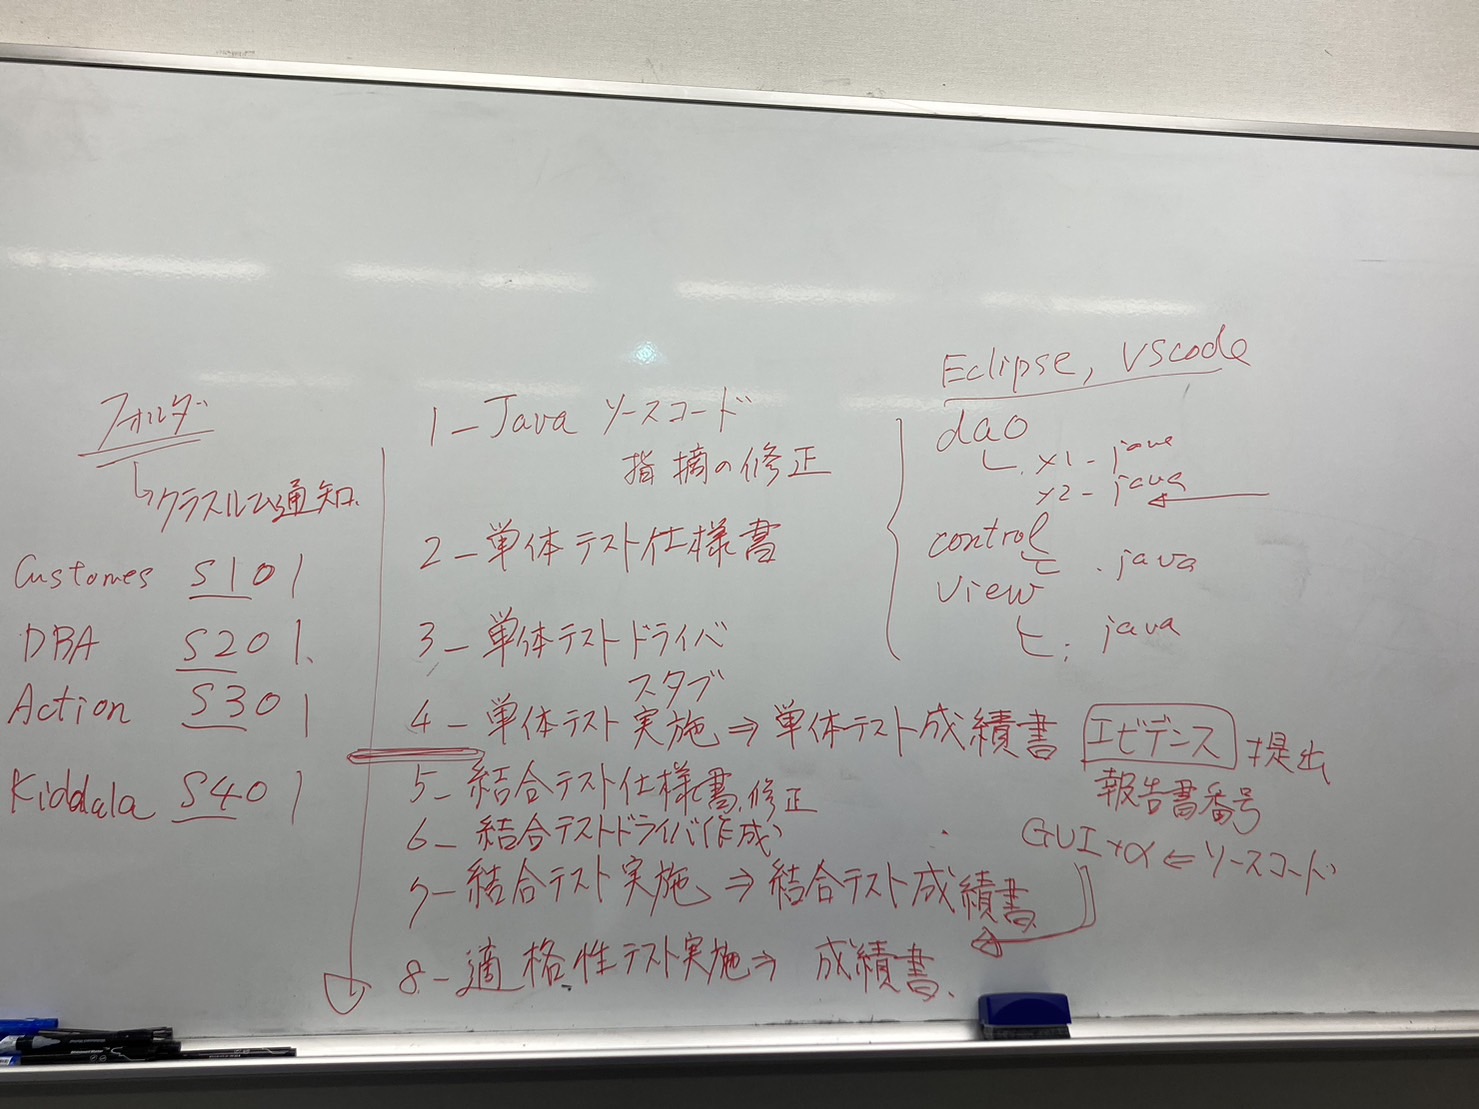 フォルダ
↳クラスルーム通知
Customes S101
DBA S201
Action S301
Kiddala S401
1-Java ソースコード
指摘の修正
2-単体テスト仕様書
3-単体テストドライバ
スタブ
4-単体テスト実施⇒単体テスト成績書 エビデンス 提出
報告書番号
5-結合テスト仕様書、修正
6-結合テストドライバ作成
7-結合テスト実施⇒結合テスト成績書
8-適格性テスト実施⇒成績書
Eclipse, VScode
dao
x1-java
x2-java
control
.java
view
.java
GUI+α⇐ソースコード